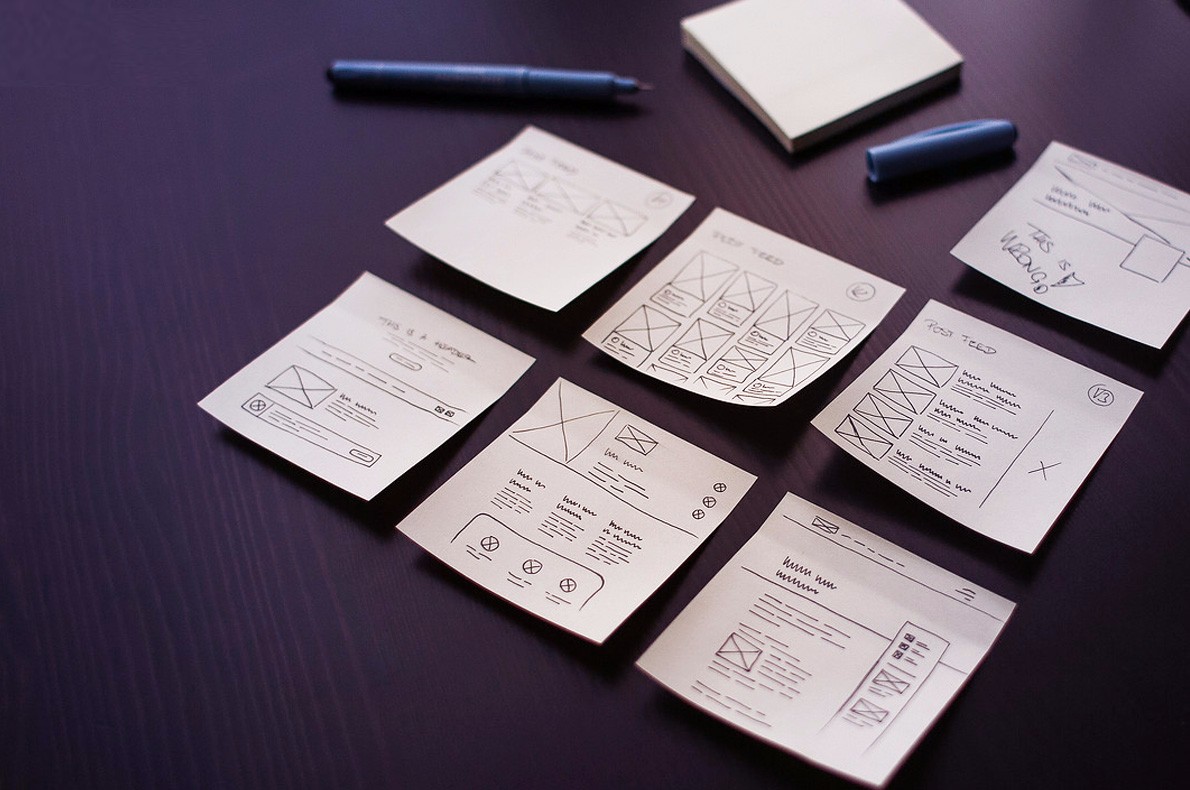 POST FEED
V1
POST FEED
V2
THIS IS
WRONG
THIS IS A HEADER
POST FEED
V3